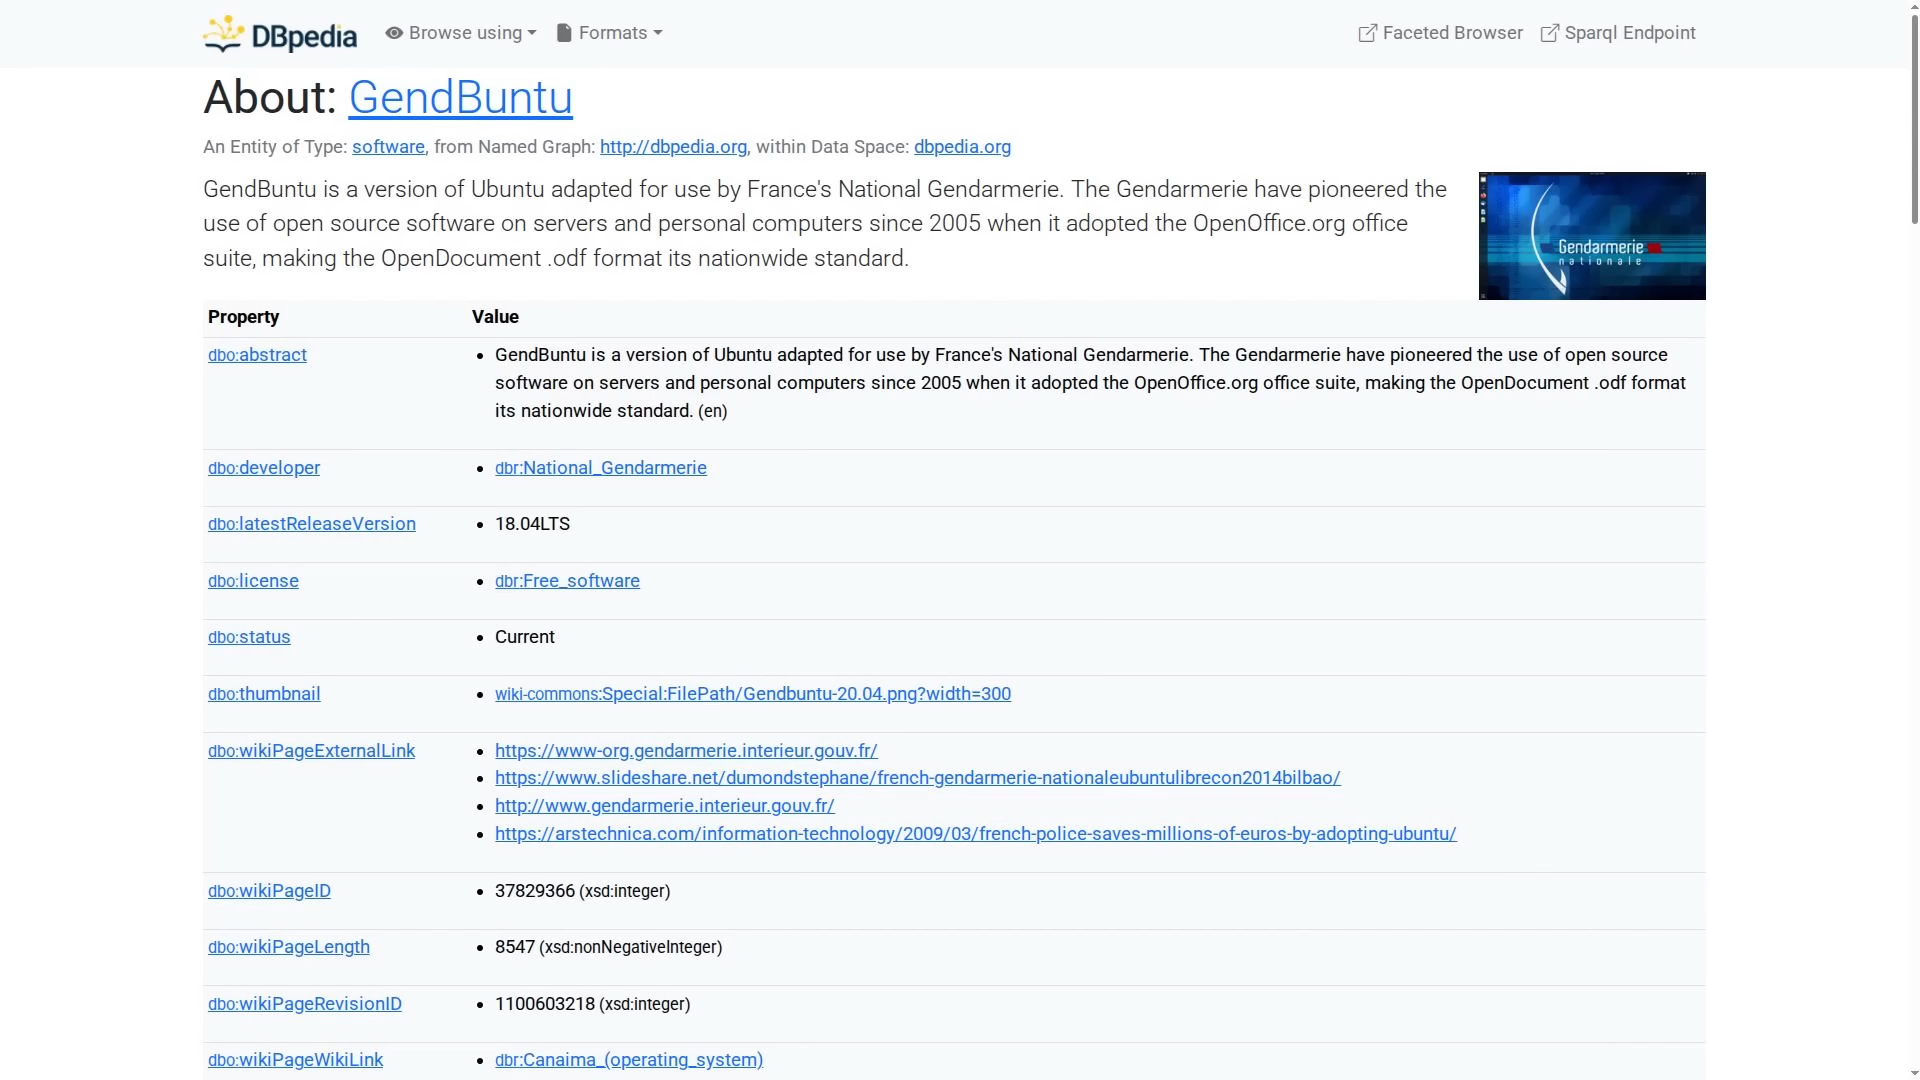 DBpedia Browse using Formats Faceted Browser Sparql Endpoint
About: GendBuntu
An Entity of Type: software, from Named Graph: http://dbpedia.org, within Data Space: dbpedia.org
GendBuntu is a version of Ubuntu adapted for use by France's National Gendarmerie. The Gendarmerie have pioneered the
use of open source software on servers and personal computers since 2005 when it adopted the OpenOffice.org office
suite, making the OpenDocument .odf format its nationwide standard.
Gendarmerie
nationale
Property Value
dbo:abstract
GendBuntu is a version of Ubuntu adapted for use by France's National Gendarmerie. The Gendarmerie have pioneered the use of open source
software on servers and personal computers since 2005 when it adopted the OpenOffice.org office suite, making the OpenDocument .odf format
its nationwide standard. (en)
dbo:developer
dbr:National_Gendarmerie
dbo:latestReleaseVersion
18.04LTS
dbo:license
dbr:Free_software
dbo:status
Current
dbo:thumbnail
wiki-commons:Special:FilePath/Gendbuntu-20.04.png?width=300
dbo:wikiPageExternalLink
https://www-org.gendarmerie.interieur.gouv.fr/
https://www.slideshare.net/dumondstephane/french-gendarmerie-nationaleubuntulibrecon2014bilbao/
http://www.gendarmerie.interieur.gouv.fr/
https://arstechnica.com/information-technology/2009/03/french-police-saves-millions-of-euros-by-adopting-ubuntu/
dbo:wikiPageID
37829366 (xsd:integer)
dbo:wikiPageLength
8547 (xsd:nonNegativeInteger)
dbo:wikiPageRevisionID
1100603218 (xsd:integer)
dbo:wikiPageWikiLink
dbr:Canaima_(operating_system)